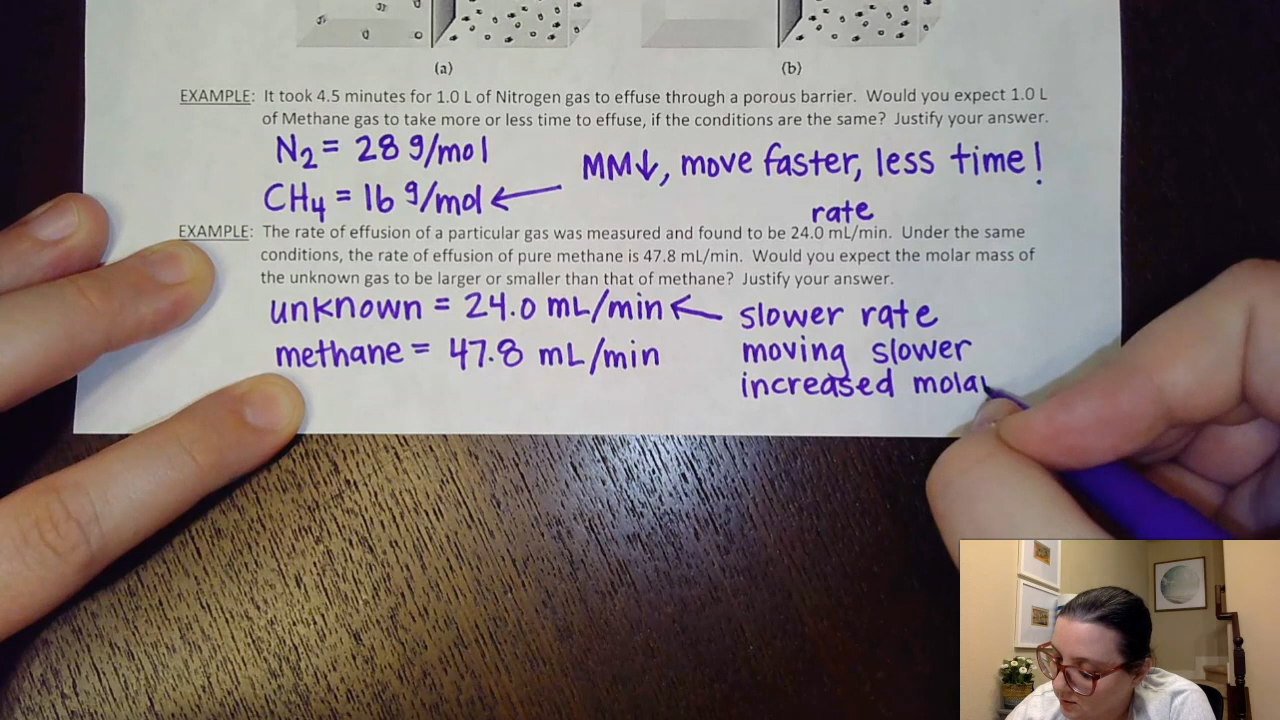 (a)
(b)
EXAMPLE: It took 4.5 minutes for 1.0 L of Nitrogen gas to effuse through a porous barrier. Would you expect 1.0 L
of Methane gas to take more or less time to effuse, if the conditions are the same? Justify your answer.
N2 = 28 g/mol
MM↓, move faster, less time!
CH4 = 16 g/mol ←
rate
EXAMPLE: The rate of effusion of a particular gas was measured and found to be 24.0 mL/min. Under the same
conditions, the rate of effusion of pure methane is 47.8 mL/min. Would you expect the molar mass of
the unknown gas to be larger or smaller than that of methane? Justify your answer.
unknown = 24.0 mL/min ←
slower rate
methane = 47.8 mL/min
moving slower
increased molar